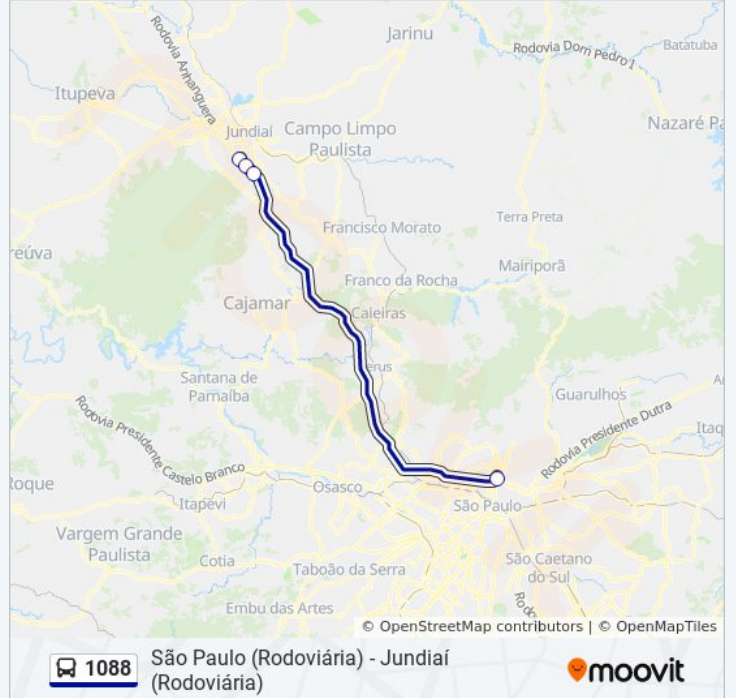 Jarinu
Rodovia Dom Pedro I
Batatuba
Rodovia Anhanguera
Itupeva
Nazaré Pa
Jundiaí
Campo Limpo
Paulista
Terra Preta
Francisco Morato
reúva
Mairiporã
Franco da Rocha
Cajamar
Caleiras
erus
Santana de
Parnaíba
Guarulhos
A
Rodovia Presidente Dutra
Rodovia Presidente Castelo Branco
Itaq
Roque
Osasco
Itapevi
São Paulo
Vargem Grande
Paulista
Cotia
Taboão da Serra
São Caetano
do Sul
Embu das Artes
Rodo
© OpenStreetMap contributors | © OpenMapTiles
1088
São Paulo (Rodoviária) - Jundiaí
(Rodoviária)
moovit